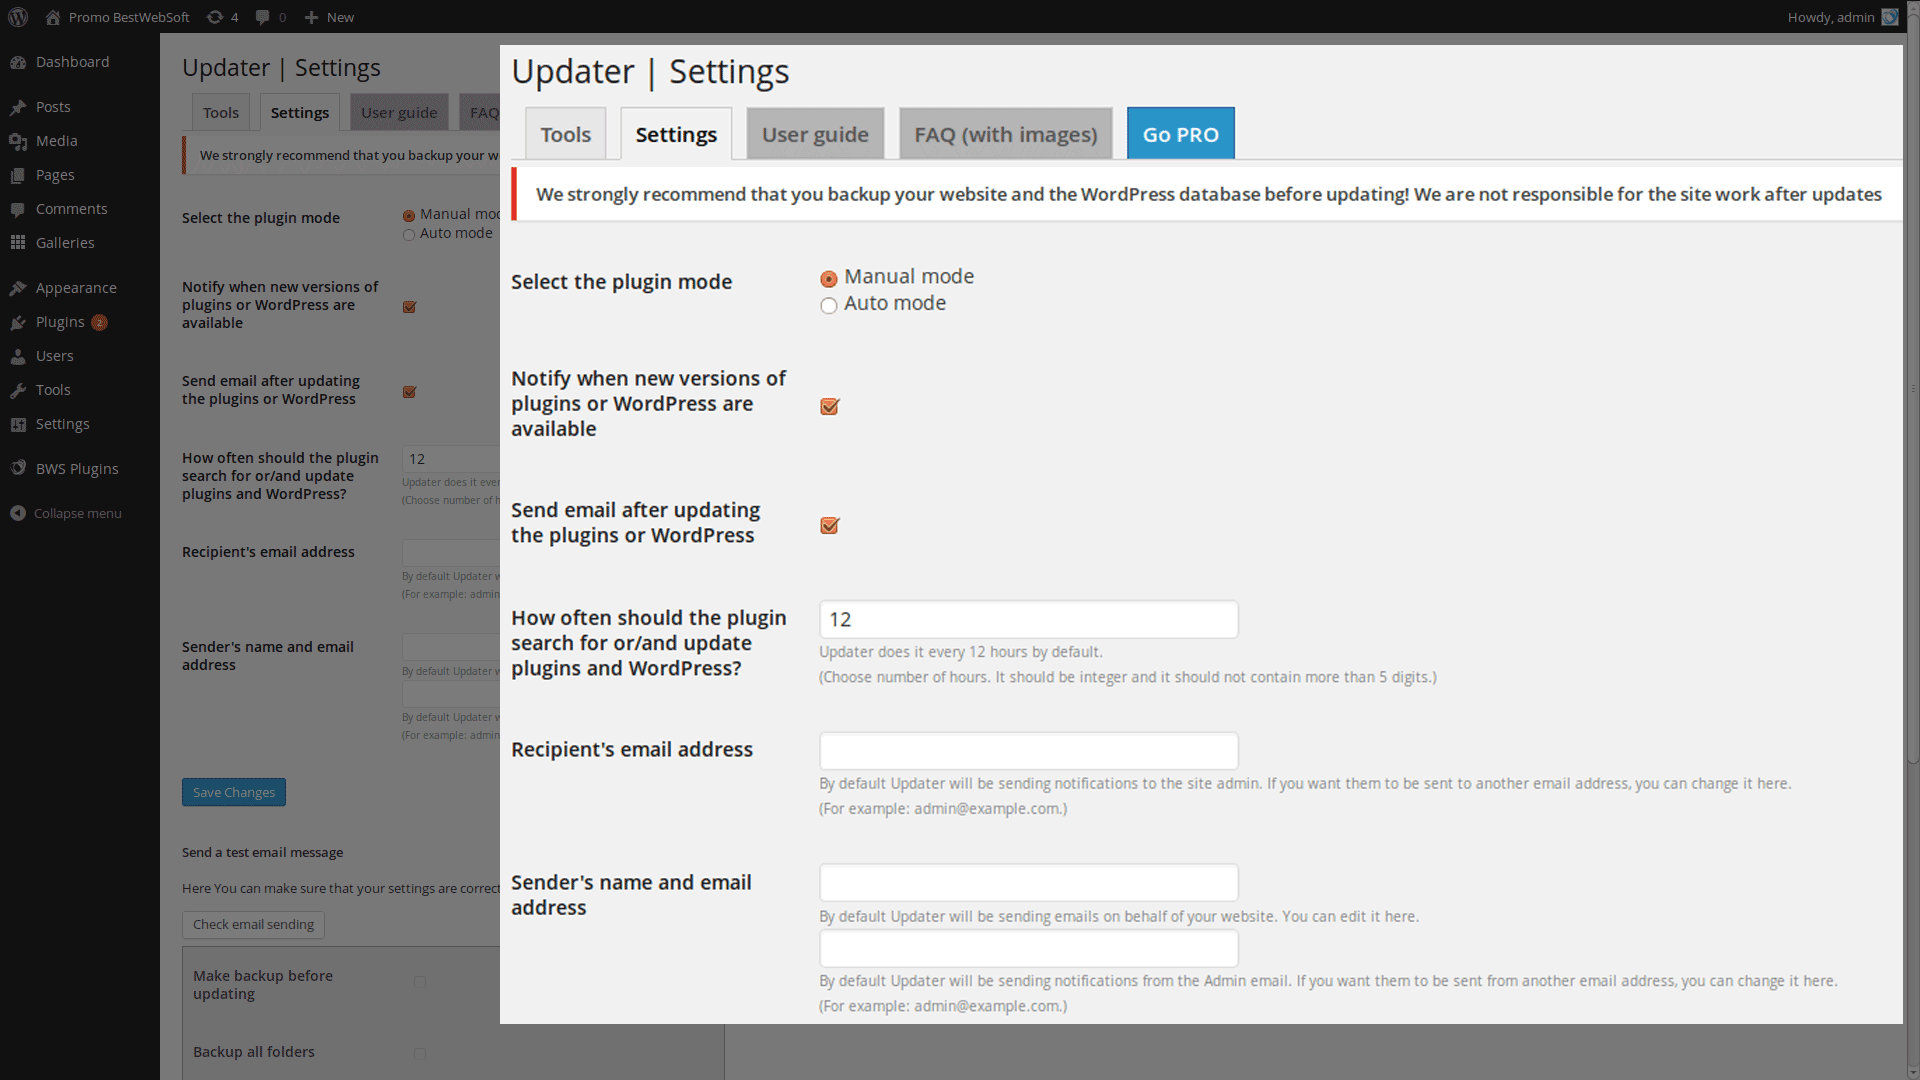 Promo BestWebSoft
4
0
New
Howdy, admin
Dashboard
Posts
Media
Pages
Comments
Galleries
Appearance
Plugins 2
Users
Tools
Settings
BWS Plugins
Collapse menu
Updater | Settings
Tools
Settings
User guide
FAQ
We strongly recommend that you backup your w
Select the plugin mode
Manual mod
Auto mode
Notify when new versions of
plugins or WordPress are
available
Send email after updating
the plugins or WordPress
How often should the plugin
search for or/and update
plugins and WordPress?
12
Updater does it ever
(Choose number of h
Recipient's email address
By default Updater w
(For example: admin
Sender's name and email
address
By default Updater w
By default Updater w
(For example: admin
Save Changes
Send a test email message
Here You can make sure that your settings are correct
Check email sending
Make backup before
updating
Backup all folders
Updater | Settings
Tools
Settings
User guide
FAQ (with images)
Go PRO
We strongly recommend that you backup your website and the WordPress database before updating! We are not responsible for the site work after updates
Select the plugin mode
Manual mode
Auto mode
Notify when new versions of
plugins or WordPress are
available
Send email after updating
the plugins or WordPress
How often should the plugin
search for or/and update
plugins and WordPress?
12
Updater does it every 12 hours by default.
(Choose number of hours. It should be integer and it should not contain more than 5 digits.)
Recipient's email address
By default Updater will be sending notifications to the site admin. If you want them to be sent to another email address, you can change it here.
(For example: admin@example.com.)
Sender's name and email
address
By default Updater will be sending emails on behalf of your website. You can edit it here.
By default Updater will be sending notifications from the Admin email. If you want them to be sent from another email address, you can change it here.
(For example: admin@example.com.)